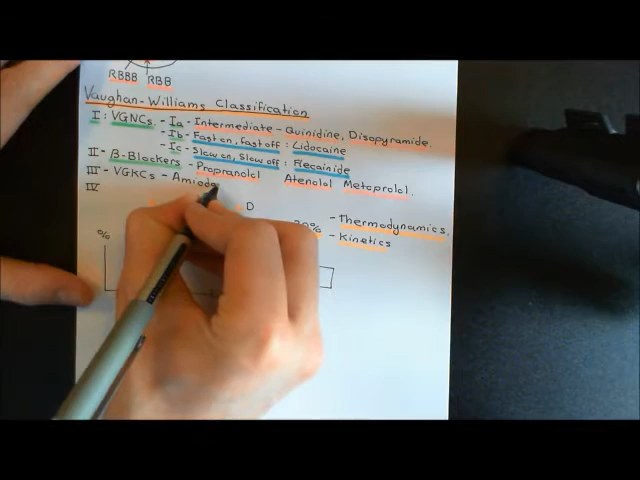 RBBB RBB
Vaughan-Williams Classification
I : VGNCs - Ia - Intermediate - Quinidine, Disopyramide.
- Ib - Fast on, fast off : Lidocaine
- Ic - Slow on, slow off : Flecainide
II - β-Blockers - Propranolol Atenolol Metoprolol.
III - VGKCs - Amioda
IV
D
- Thermodynamics.
%
- Kinetics